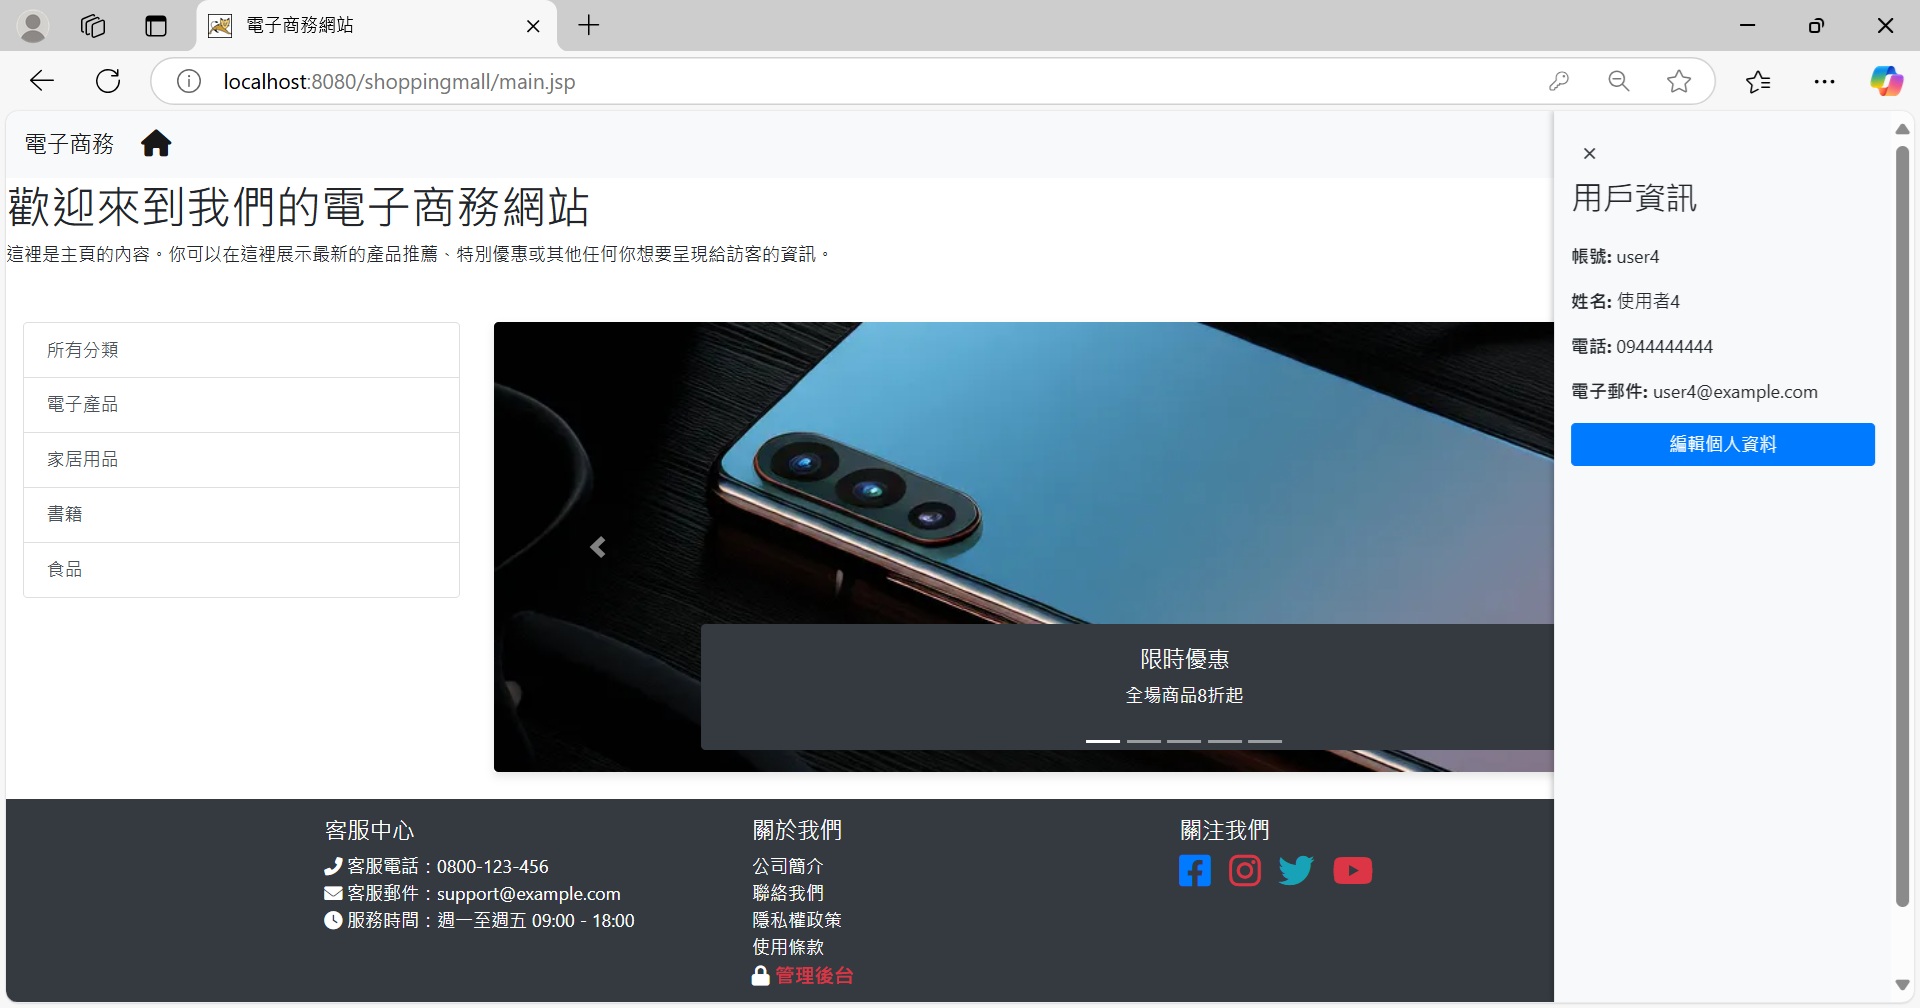 電子商務網站
localhost:8080/shoppingmall/main.jsp
電子商務
歡迎來到我們的電子商務網站
這裡是主頁的內容。你可以在這裡展示最新的產品推薦、特別優惠或其他任何你想要呈現給訪客的資訊。
所有分類
電子產品
家居用品
書籍
食品
限時優惠
全場商品8折起
用戶資訊
帳號: user4
姓名: 使用者4
電話: 0944444444
電子郵件: user4@example.com
編輯個人資料
客服中心
客服電話：0800-123-456
客服郵件：support@example.com
服務時間：週一至週五 09:00 - 18:00
關於我們
公司簡介
聯絡我們
隱私權政策
使用條款
管理後台
關注我們